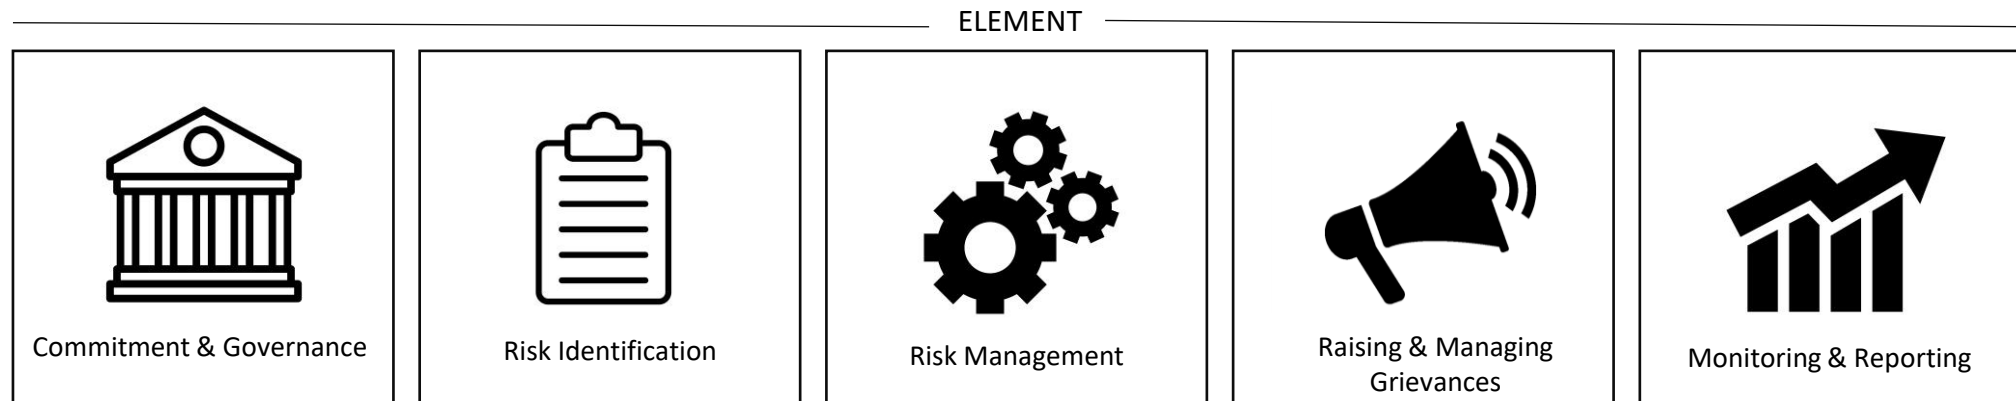 ELEMENT
Commitment & Governance
Risk Identification
Risk Management
Raising & Managing
Grievances
Monitoring & Reporting